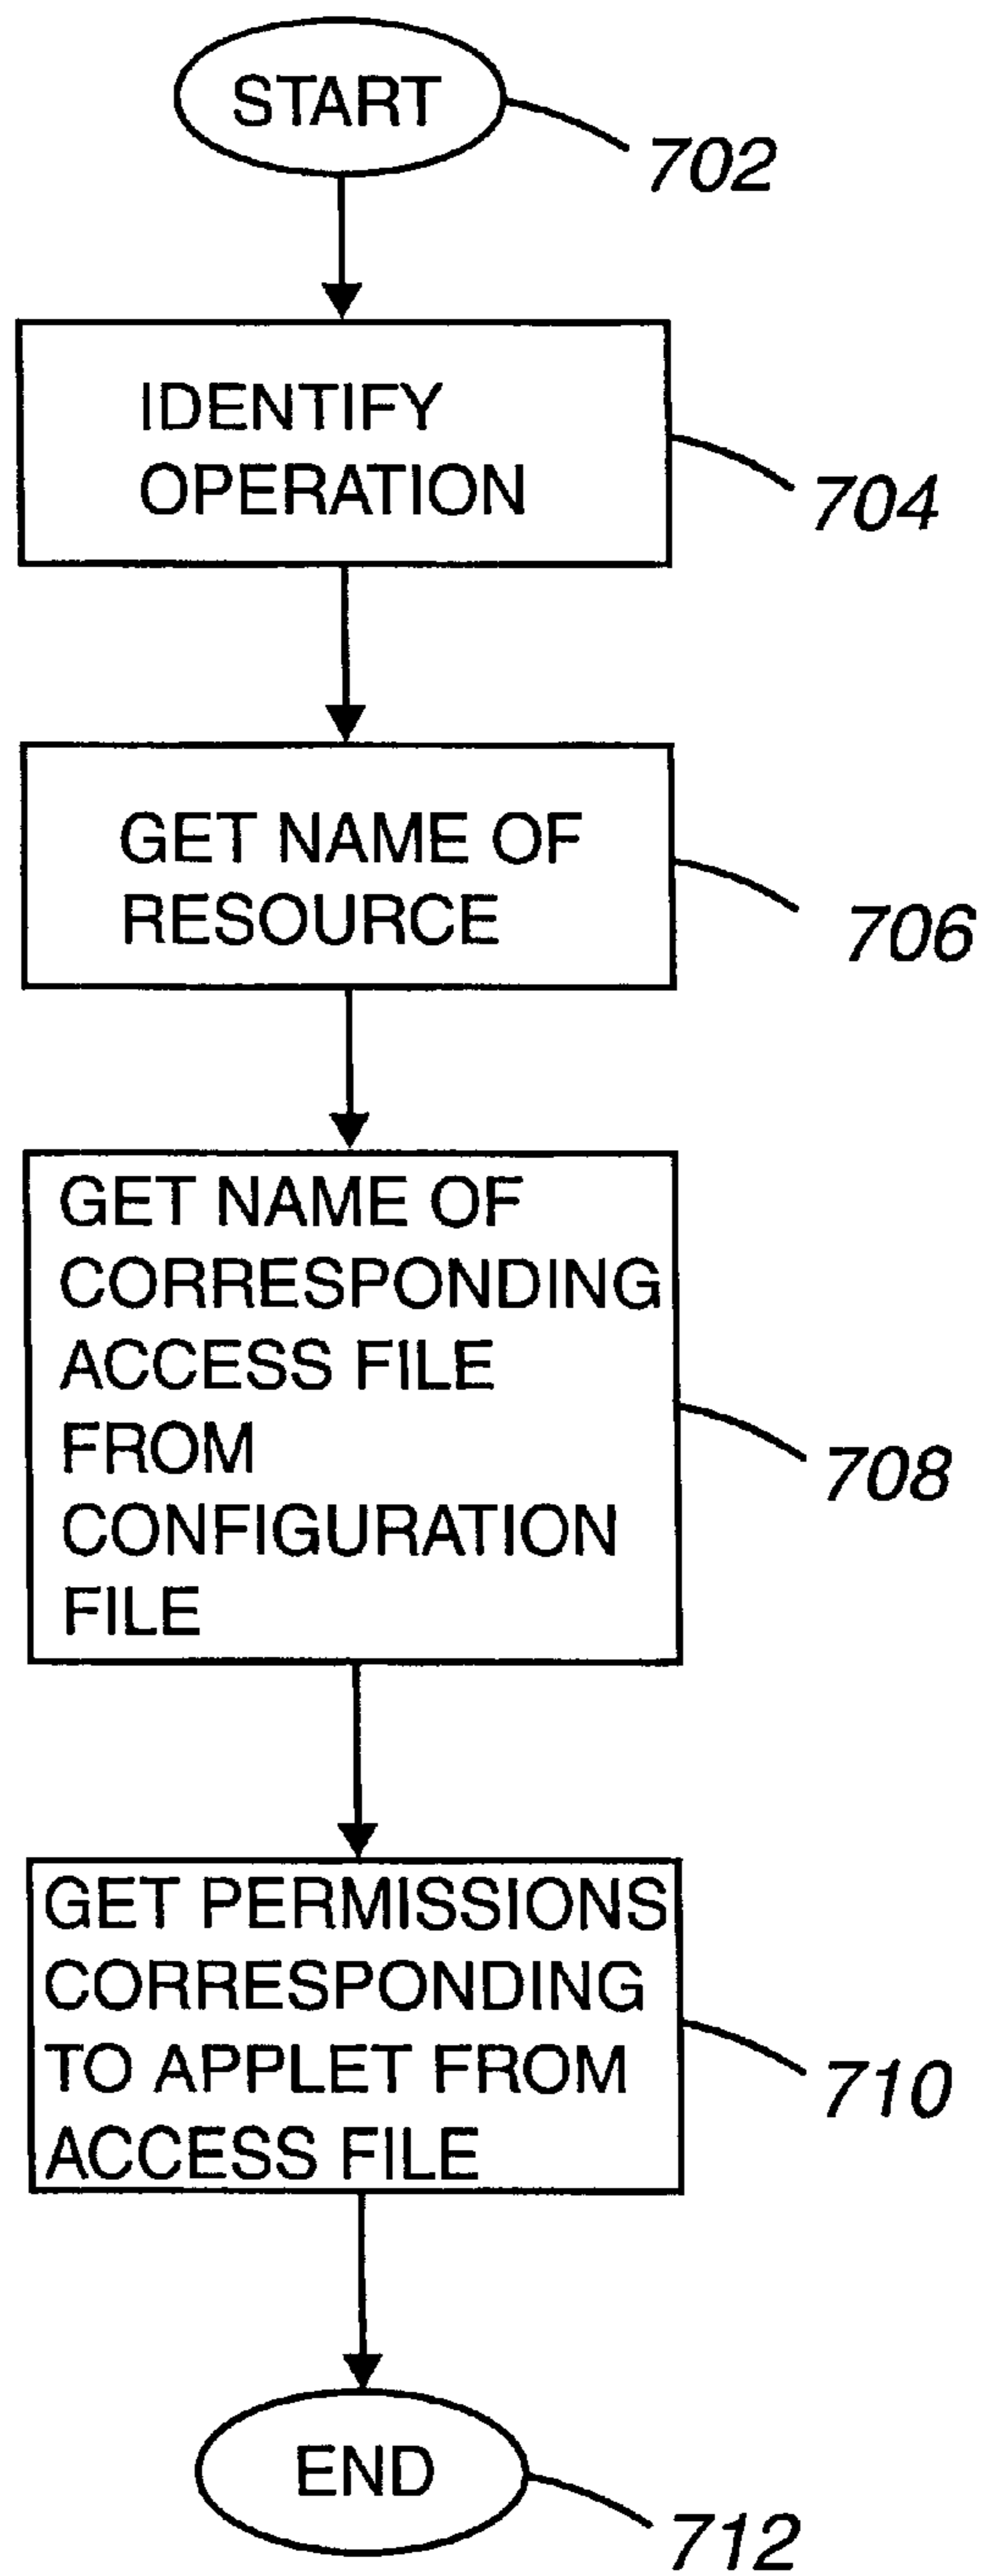 START
702
IDENTIFY
OPERATION
704
GET NAME OF
RESOURCE
706
GET NAME OF
CORRESPONDING
ACCESS FILE
FROM
CONFIGURATION
FILE
708
GET PERMISSIONS
CORRESPONDING
TO APPLET FROM
ACCESS FILE
710
END
712